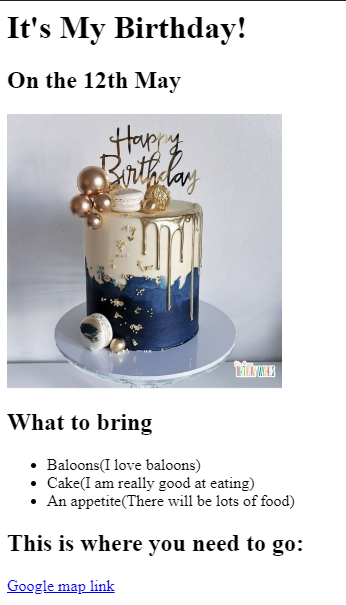 It's My Birthday!
On the 12th May
Happy
Birthday
What to bring
Baloons(I love baloons)
Cake(I am really good at eating)
An appetite(There will be lots of food)
This is where you need to go:
Google map link